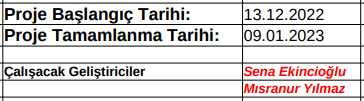 Proje Başlangıç Tarihi: 13.12.2022
Proje Tamamlanma Tarihi: 09.01.2023
Çalışacak Geliştiriciler Sena Ekincioğlu
Mısranur Yılmaz